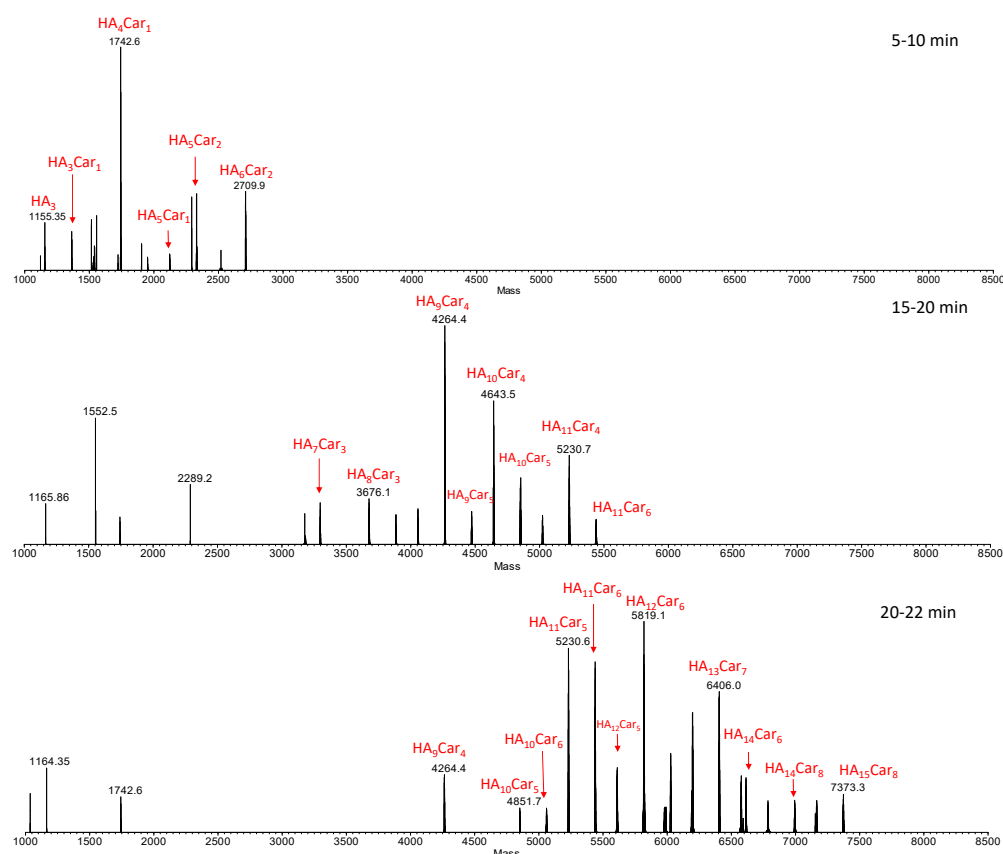 5-10 min
HA₄Car₁
1742.6
HA₃Car₁
HA₃
1155.35
HA₅Car₂
HA₅Car₁
HA₆Car₂
2709.9
1000 1500 2000 2500 3000 3500 4000 4500 5000 5500 6000 6500 7000 7500 8000 8500
Mass
15-20 min
HA₉Car₄
4264.4
HA₁₀Car₄
4643.5
1552.5
HA₁₁Car₄
5230.7
HA₇Car₃
HA₈Car₃
3676.1
HA₁₀Car₅
2289.2
1165.86
HA₉Car₅
HA₁₁Car₆
1000 1500 2000 2500 3000 3500 4000 4500 5000 5500 6000 6500 7000 7500 8000 8500
Mass
20-22 min
HA₁₁Car₆
HA₁₂Car₆
5819.1
HA₁₁Car₅
5230.6
HA₁₃Car₇
6406.0
HA₁₂Car₅
HA₁₀Car₆
HA₁₄Car₆
1164.35
HA₉Car₄
4264.4
HA₁₄Car₈
HA₁₅Car₈
7373.3
1742.6
HA₁₀Car₅
4851.7
1000 1500 2000 2500 3000 3500 4000 4500 5000 5500 6000 6500 7000 7500 8000 8500
Mass